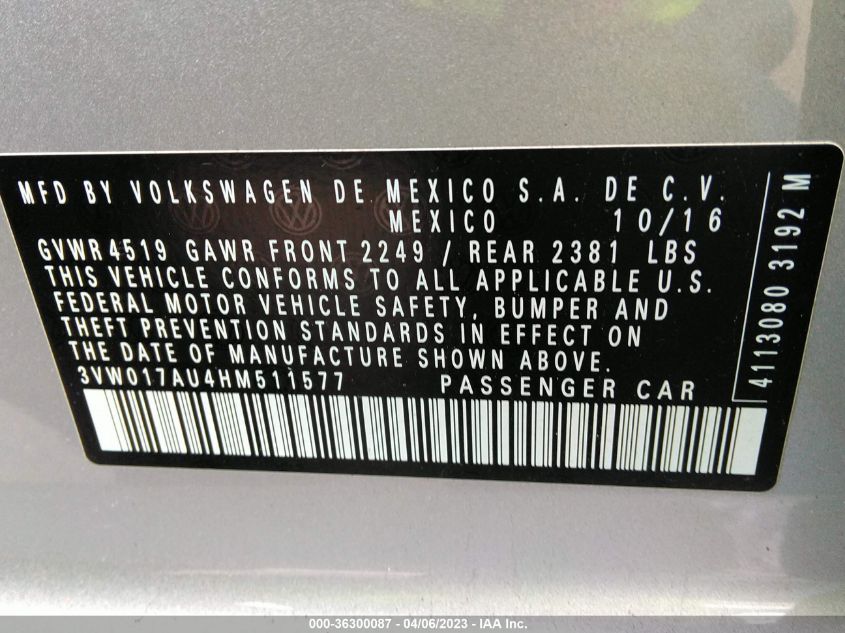 MFD BY VOLKSWAGEN DE MEXICO S.A. DE C.V.
MEXICO 10/16
GVWR 4519 GAWR FRONT 2249 / REAR 2381 LBS
THIS VEHICLE CONFORMS TO ALL APPLICABLE U.S.
FEDERAL MOTOR VEHICLE SAFETY, BUMPER AND
THEFT PREVENTION STANDARDS IN EFFECT ON
THE DATE OF MANUFACTURE SHOWN ABOVE.
3VW017AU4HM511577 PASSENGER CAR
4113080 3192 M
000-36300087 - 04/06/2023 - IAA Inc.